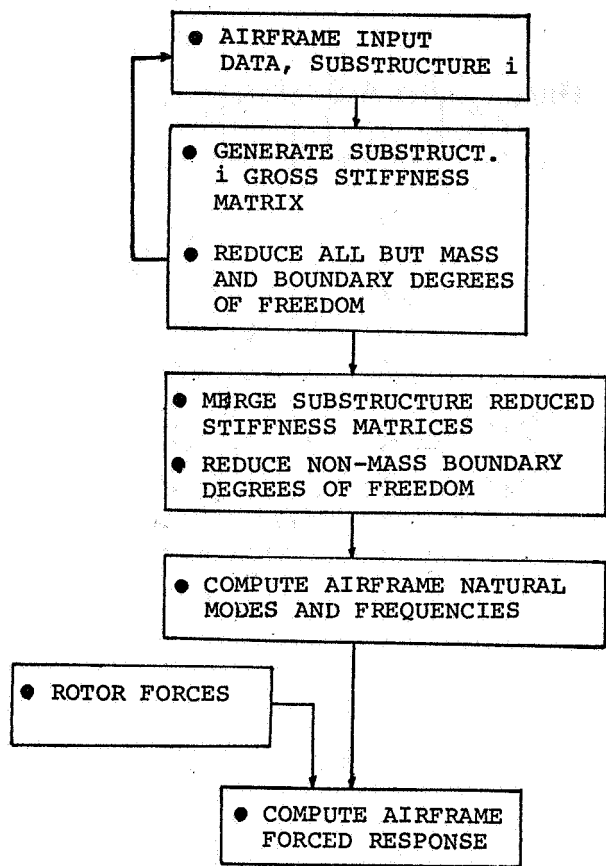 ● AIRFRAME INPUT
DATA, SUBSTRUCTURE i
● GENERATE SUBSTRUCT.
i GROSS STIFFNESS
MATRIX
● REDUCE ALL BUT MASS
AND BOUNDARY DEGREES
OF FREEDOM
● MERGE SUBSTRUCTURE REDUCED
STIFFNESS MATRICES
● REDUCE NON-MASS BOUNDARY
DEGREES OF FREEDOM
● COMPUTE AIRFRAME NATURAL
MODES AND FREQUENCIES
● ROTOR FORCES
● COMPUTE AIRFRAME
FORCED RESPONSE